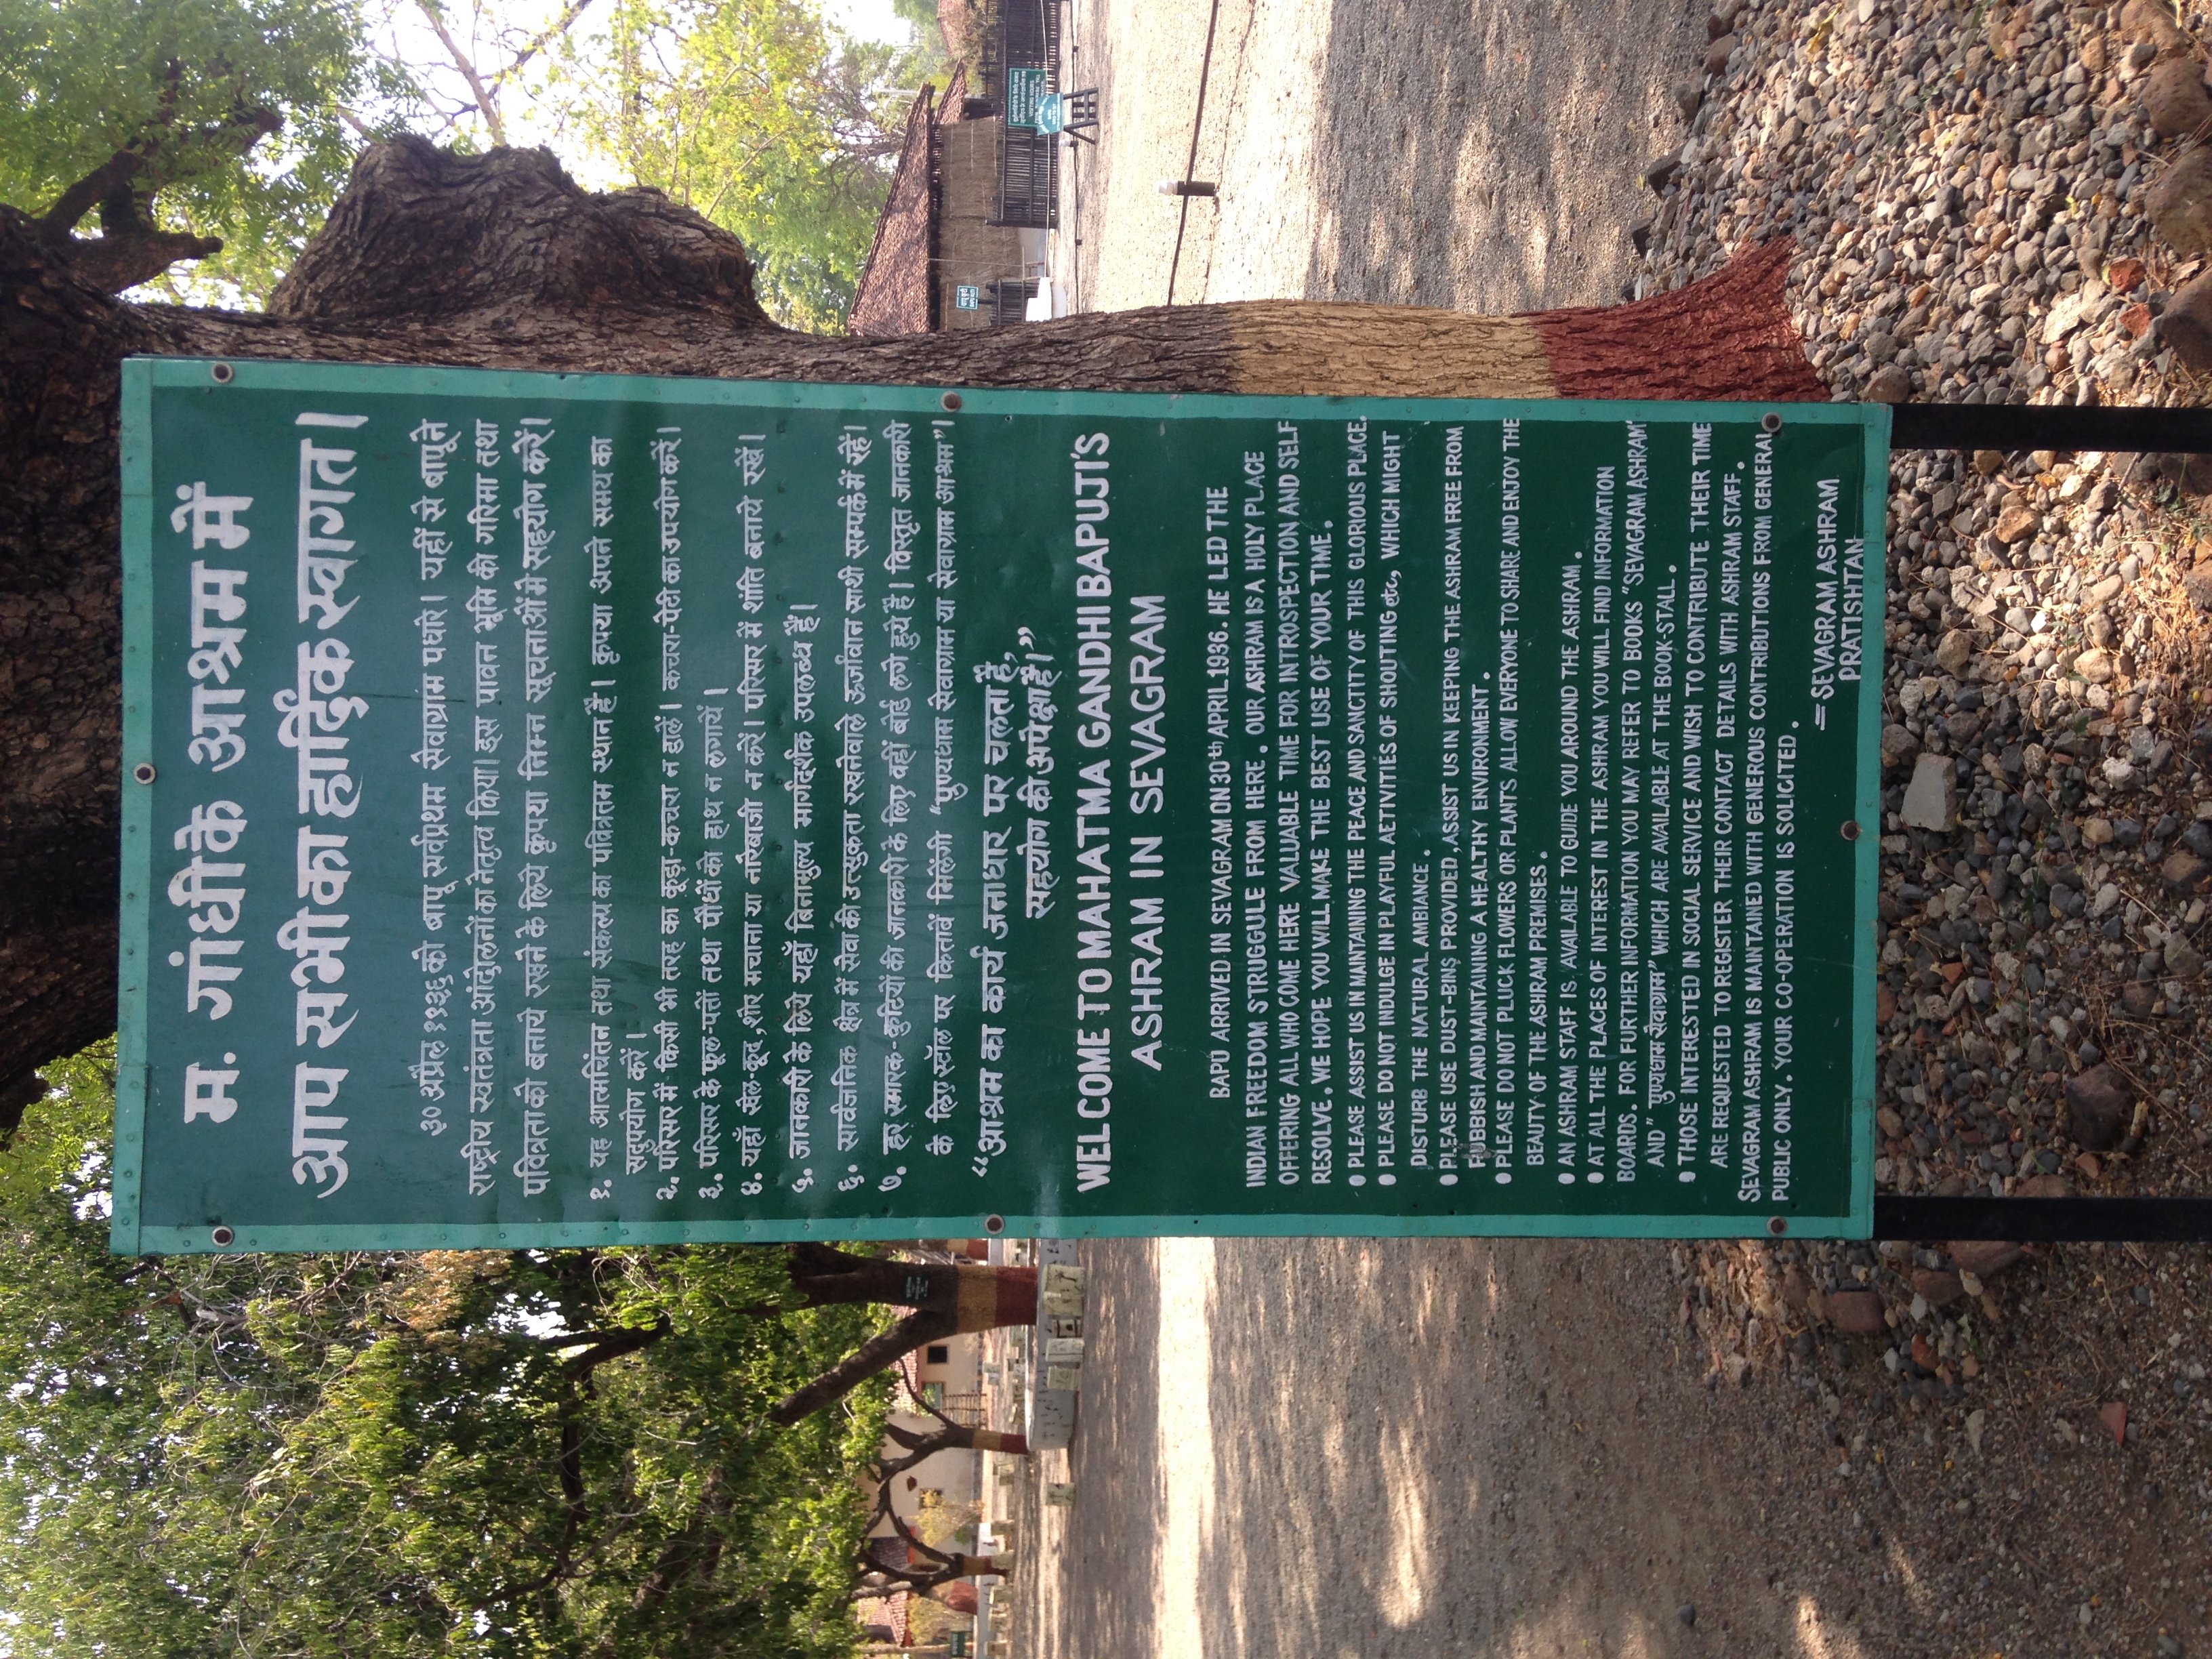 म. गांधीके आश्रम में
आप सभीका हार्दिक स्वागत।
३० अप्रैल १९३६ को बापू सर्वप्रथम सेवाग्राम पधारे। यहीं से बापूने
राष्ट्रीय स्वतंत्रता आंदोलनों का नेतृत्व किया। इस पावन भूमि की गरिमा तथा
पवित्रता को बनाये रखने के लिये कृपया निम्न सूचनाओं में सहयोग करें।
१. यह आत्मचिंतन तथा संकल्प का पवित्रतम स्थान है। कृपया अपने समय का
सदुपयोग करें।
२. परिसर में किसी भी तरह का कूड़ा-कचरा न डालें। कचरा-पेटी का उपयोग करें।
३. परिसर के फूल-पत्तों तथा पौधों को हाथ न लगायें।
४. यहाँ खेल-कूद, शोर मचाना या नारेबाजी न करें। परिसर में शांति बनाये रखें।
५. जानकारी के लिये यहाँ बिनामुल्य मार्गदर्शक उपलब्ध हैं।
६. सार्वजनिक क्षेत्र में सेवा की उत्सुकता रखनेवाले ऊर्जावान साथी सम्पर्क में रहें।
७. हर स्मारक-कुटियों की जानकारी के लिए वहाँ बोर्ड लगे हुये है। विस्तृत जानकारी
के लिए स्टॉल पर किताबें मिलेंगी "पुण्यधाम सेवाग्राम या सेवाग्राम आश्रम"।
"आश्रम का कार्य जनाधार पर चलता है,
सहयोग की अपेक्षा है।"
WELCOME TO MAHATMA GANDHI BAPUJI'S
ASHRAM IN SEVAGRAM
BAPU ARRIVED IN SEVAGRAM ON 30th APRIL 1936. HE LED THE
INDIAN FREEDOM STRUGGULE FROM HERE. OUR ASHRAM IS A HOLY PLACE
OFFERING ALL WHO COME HERE VALUABLE TIME FOR INTROSPECTION AND SELF
RESOLVE. WE HOPE YOU WILL MAKE THE BEST USE OF YOUR TIME.
• PLEASE ASSIST US IN MAINTAINING THE PEACE AND SANCTITY OF THIS GLORIOUS PLACE.
• PLEASE DO NOT INDULGE IN PLAYFUL AETIVITIES OF SHOUTING etc, WHICH MIGHT
DISTURB THE NATURAL AMBIANCE.
• PLEASE USE DUST-BINS PROVIDED, ASSIST US IN KEEPING THE ASHRAM FREE FROM
RUBBISH AND MAINTANING A HEALTHY ENVIRONMENT.
• PLEASE DO NOT PLUCK FLOWERS OR PLANTS ALLOW EVERYONE TO SHARE AND ENJOY THE
BEAUTY OF THE ASHRAM PREMISES.
• AN ASHRAM STAFF IS AVAILABLE TO GUIDE YOU AROUND THE ASHRAM.
• AT ALL THE PLACES OF INTEREST IN THE ASHRAM YOU WILL FIND INFORMATION
BOARDS. FOR FURTHER INFORMATION YOU MAY REFER TO BOOKS "SEVAGRAM ASHRAM
AND "पुण्यधाम सेवाग्राम" WHICH ARE AVAILABLE AT THE BOOK-STALL.
• THOSE INTERESTED IN SOCIAL SERVICE AND WISH TO CONTRIBUTE THEIR TIME
ARE REQUESTED TO REGISTER THEIR CONTACT DETAILS WITH ASHRAM STAFF.
SEVAGRAM ASHRAM IS MAINTAINED WITH GENEROUS CONTRIBUTIONS FROM GENERAL
PUBLIC ONLY. YOUR CO-OPERATION IS SOLICITED.
= SEVAGRAM ASHRAM
PRATISHTAN